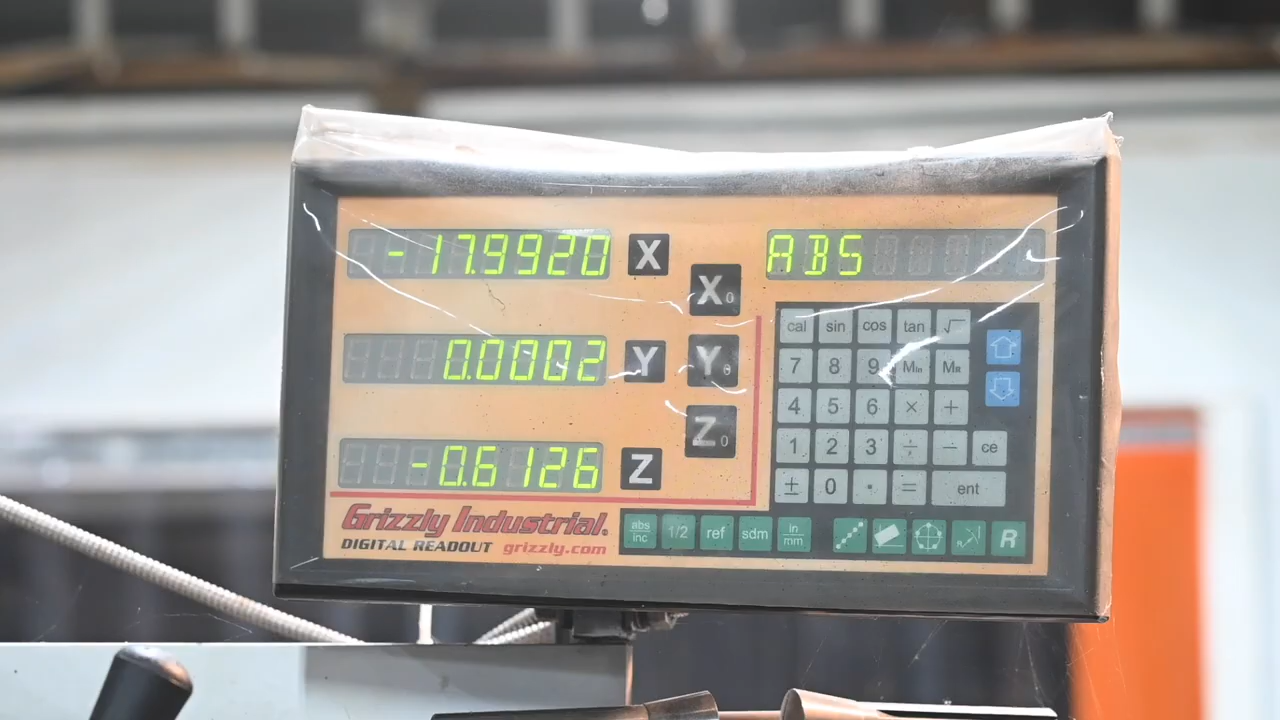 -17.9920 X ABS
X0
cal sin cos tan √
0.0002 Y Y0
7 8 9 Min MR
4 5 6 × +
Z0
1 2 3 ÷ − ce
-0.6126 Z
± 0 . = ent
Grizzly Industrial.
DIGITAL READOUT grizzly.com
abs/inc 1/2 ref sdm in/mm R